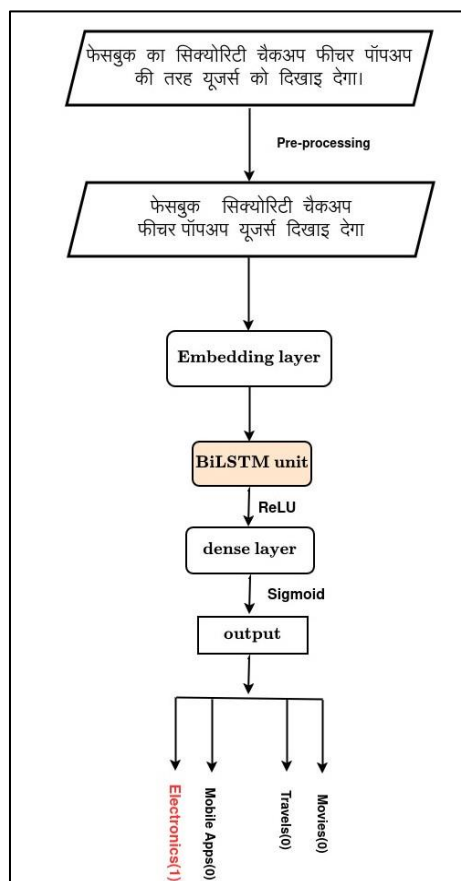 फेसबुक का सिक्योरिटी चैकअप फीचर पॉपअप
की तरह यूजर्स को दिखाइ देगा।
Pre-processing
फेसबुक सिक्योरिटी चैकअप
फीचर पॉपअप यूजर्स दिखाइ देगा
Embedding layer
BiLSTM unit
ReLU
dense layer
Sigmoid
output
Electronics(1)
Mobile Apps(0)
Travels(0)
Movies(0)